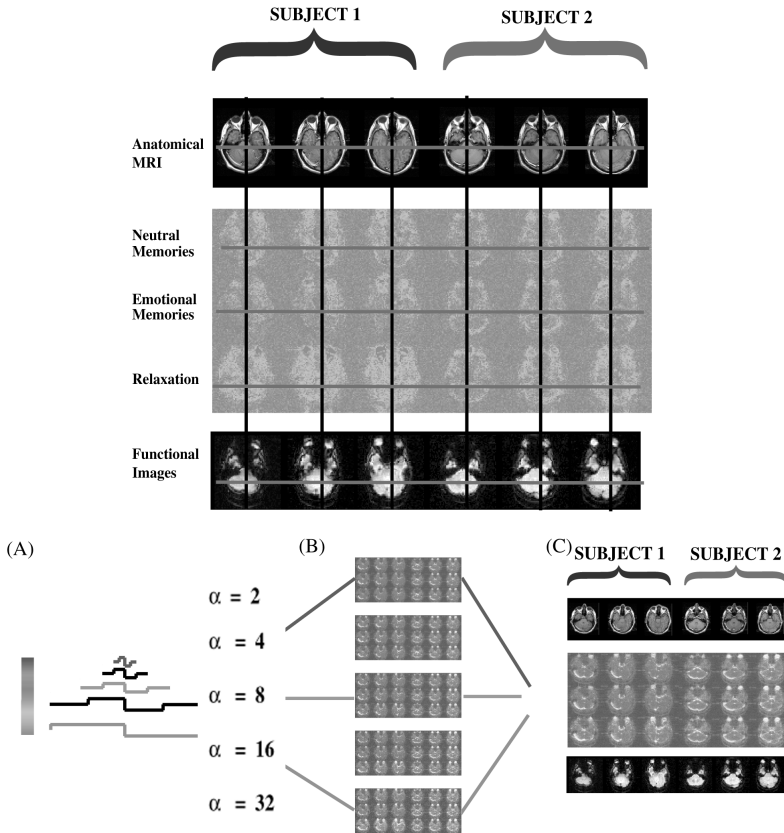 SUBJECT 1
SUBJECT 2
Anatomical
MRI
Neutral
Memories
Emotional
Memories
Relaxation
Functional
Images
(A)
α = 2
α = 4
α = 8
α = 16
α = 32
(B)
(C)
SUBJECT 1
SUBJECT 2